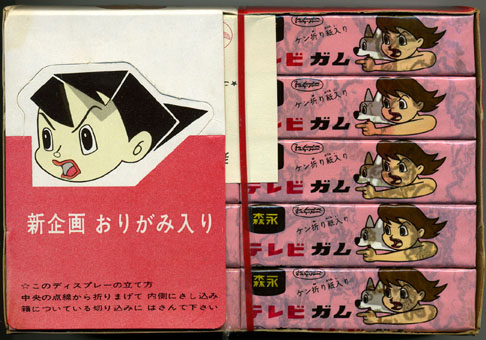 新企画 おりがみ入り
☆このディスプレーの立て方
中央の点線から折りまげて 内側にさし込み
箱についている切り込みに はさんで下さい
ケン折り紙入り
レビ ガム
ケン折り紙入り
レビ ガム
ケン折り紙入り
テレビ ガム
森永
ケン折り紙入り
テレビ ガム
森永
ケン折り紙入り
テレビ ガム